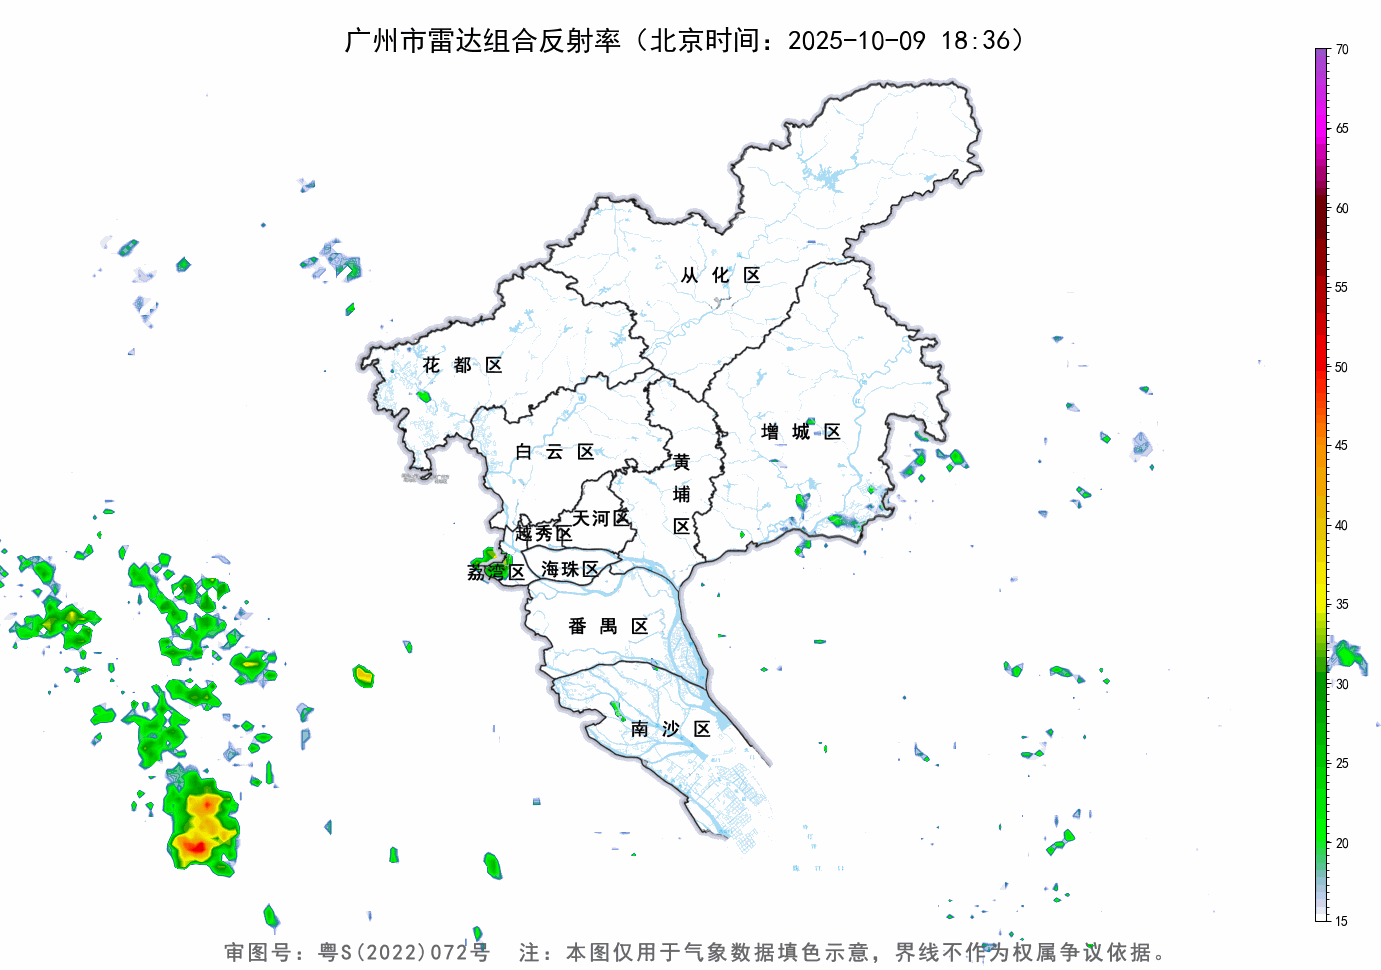 广州市雷达组合反射率（北京时间：2025-10-09 18:36）
70
65
60
55
50
45
40
35
30
25
20
15
从化区
花都区
增城区
白云区
黄埔区
天河区
越秀区
荔湾区
海珠区
番禺区
南沙区
审图号：粤S(2022)072号 注：本图仅用于气象数据填色示意，界线不作为权属争议依据。